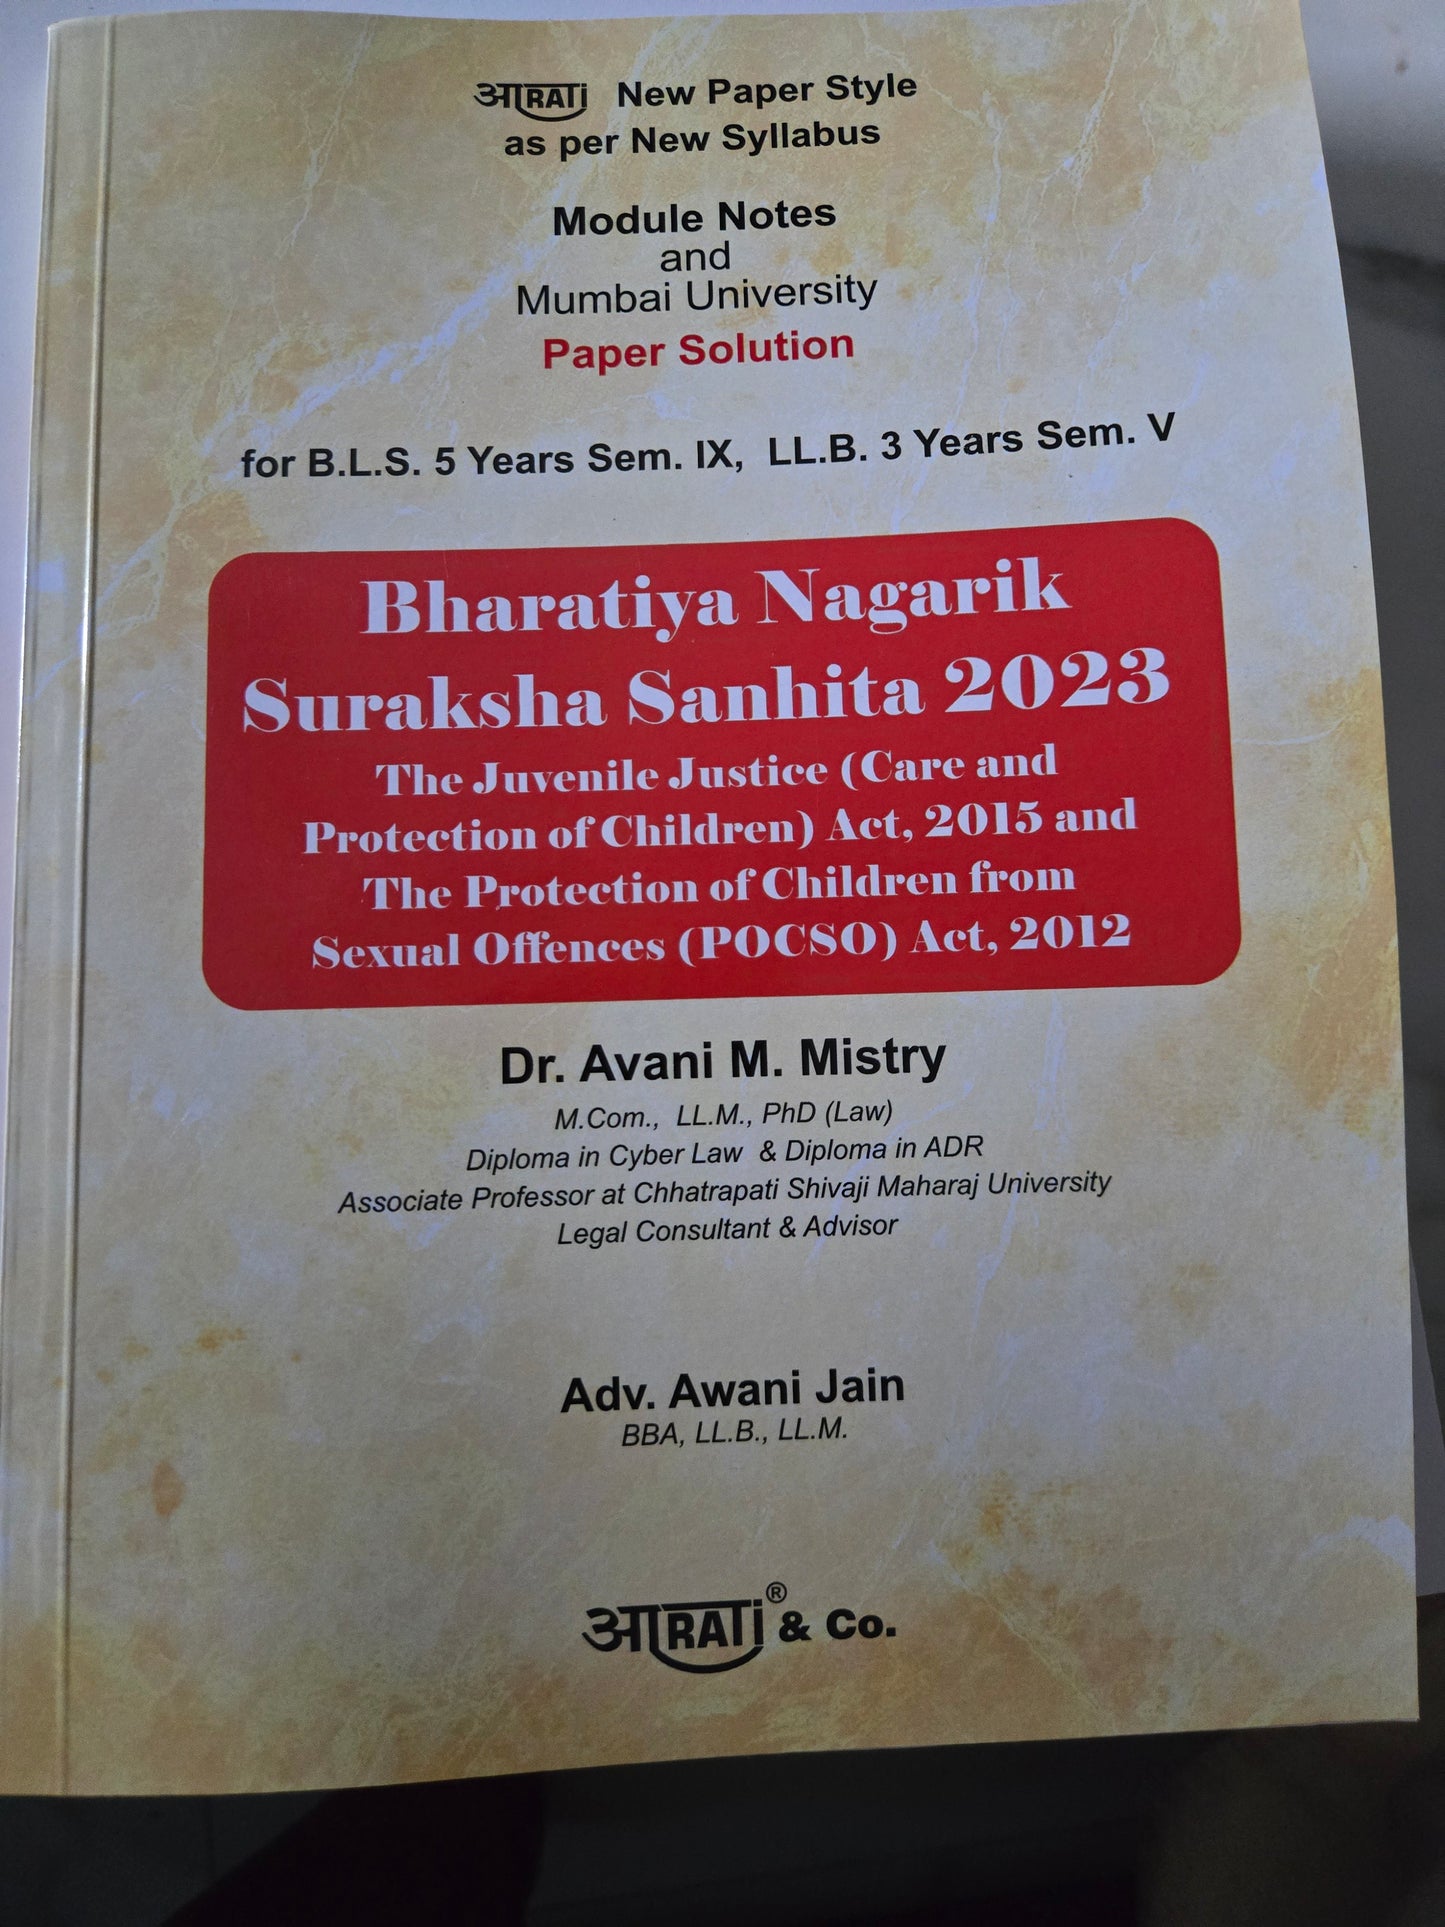 आRATI New Paper Style
as per New Syllabus
Module Notes
and
Mumbai University
Paper Solution
for B.L.S. 5 Years Sem. IX, LL.B. 3 Years Sem. V
Bharatiya Nagarik
Suraksha Sanhita 2023
The Juvenile Justice (Care and
Protection of Children) Act, 2015 and
The Protection of Children from
Sexual Offences (POCSO) Act, 2012
Dr. Avani M. Mistry
M.Com., LL.M., PhD (Law)
Diploma in Cyber Law & Diploma in ADR
Associate Professor at Chhatrapati Shivaji Maharaj University
Legal Consultant & Advisor
Adv. Awani Jain
BBA, LL.B., LL.M.
आRATI® & Co.